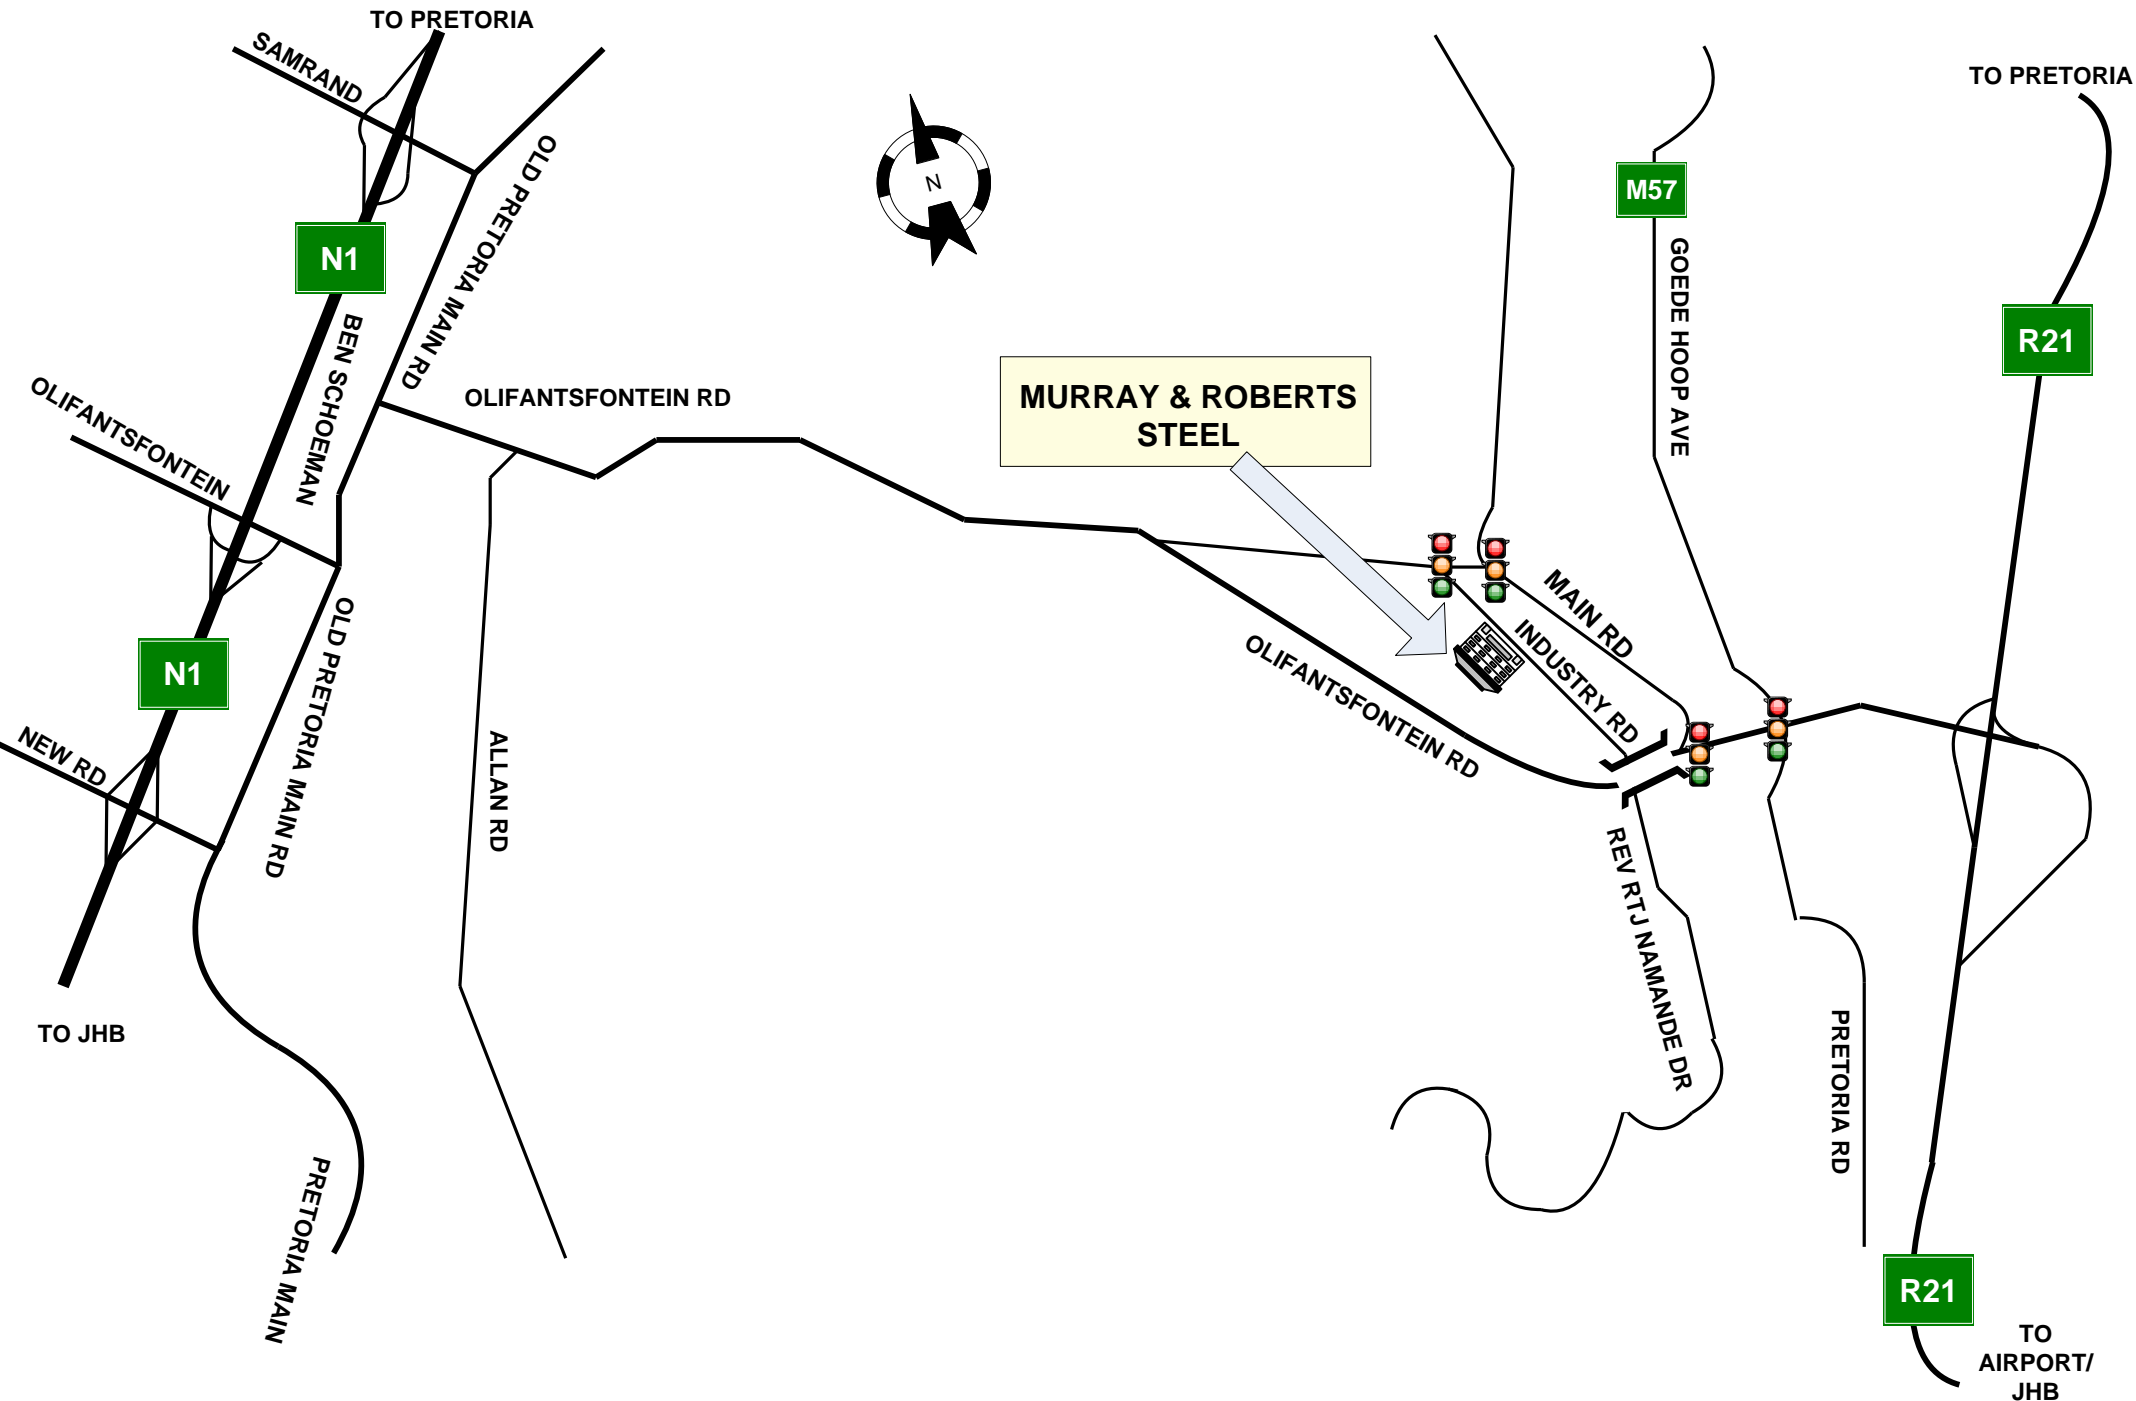 TO PRETORIA
SAMRAND
TO PRETORIA
OLD PRETORIA MAIN RD
N
M57
N1
GOEDE HOOP AVE
R21
BEN SCHOEMAN
OLIFANTSFONTEIN
OLIFANTSFONTEIN RD
MURRAY & ROBERTS
STEEL
MAIN RD
INDUSTRY RD
OLIFANTSFONTEIN RD
N1
OLD PRETORIA MAIN RD
NEW RD
ALLAN RD
REV RTJ NAMANDE DR
TO JHB
PRETORIA RD
PRETORIA MAIN
R21
TO
AIRPORT/
JHB